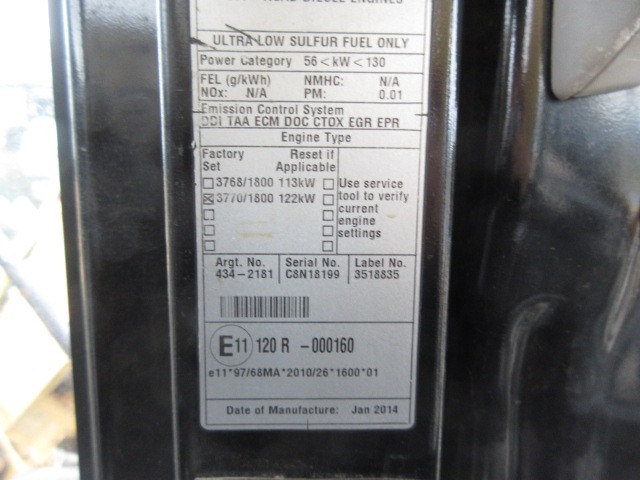 ROAD DIESEL ENGINES
ULTRA LOW SULFUR FUEL ONLY
Power Category 56<kW<130
FEL (g/kWh) NMHC: N/A
NOx: N/A PM: 0.01
Emission Control System
DDI TAA ECM DOC CTOX EGR EPR
Engine Type
Factory Set Reset if Applicable
3768/1800 113kW
3770/1800 122kW
Use service
tool to verify
current
engine
settings
Argt. No. Serial No. Label No.
434-2181 C8N18199 3518835
E11 120 R -000160
e11*97/68MA*2010/26*1600*01
Date of Manufacture: Jan 2014